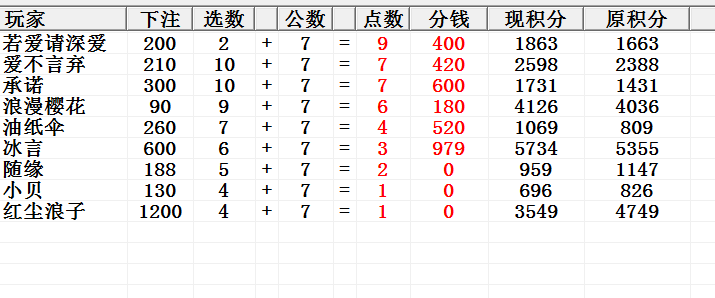 玩家 下注 选数 公数 点数 分钱 现积分 原积分
若爱请深爱 200 2 + 7 = 9 400 1863 1663
爱不言弃 210 10 + 7 = 7 420 2598 2388
承诺 300 10 + 7 = 7 600 1731 1431
浪漫樱花 90 9 + 7 = 6 180 4126 4036
油纸伞 260 7 + 7 = 4 520 1069 809
冰言 600 6 + 7 = 3 979 5734 5355
随缘 188 5 + 7 = 2 0 959 1147
小贝 130 4 + 7 = 1 0 696 826
红尘浪子 1200 4 + 7 = 1 0 3549 4749